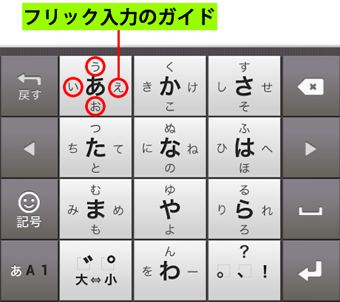 フリック入力のガイド
う く す
い あ え き か け し さ せ
戻す お こ そ
つ ぬ ふ
ち た て に な ね ひ は へ
と の ほ
む ゆ る
み ま め や り ら れ
記号 も よ ろ
ん ?
あA1 ゛゜ を わ ー 。、!
大⇔小